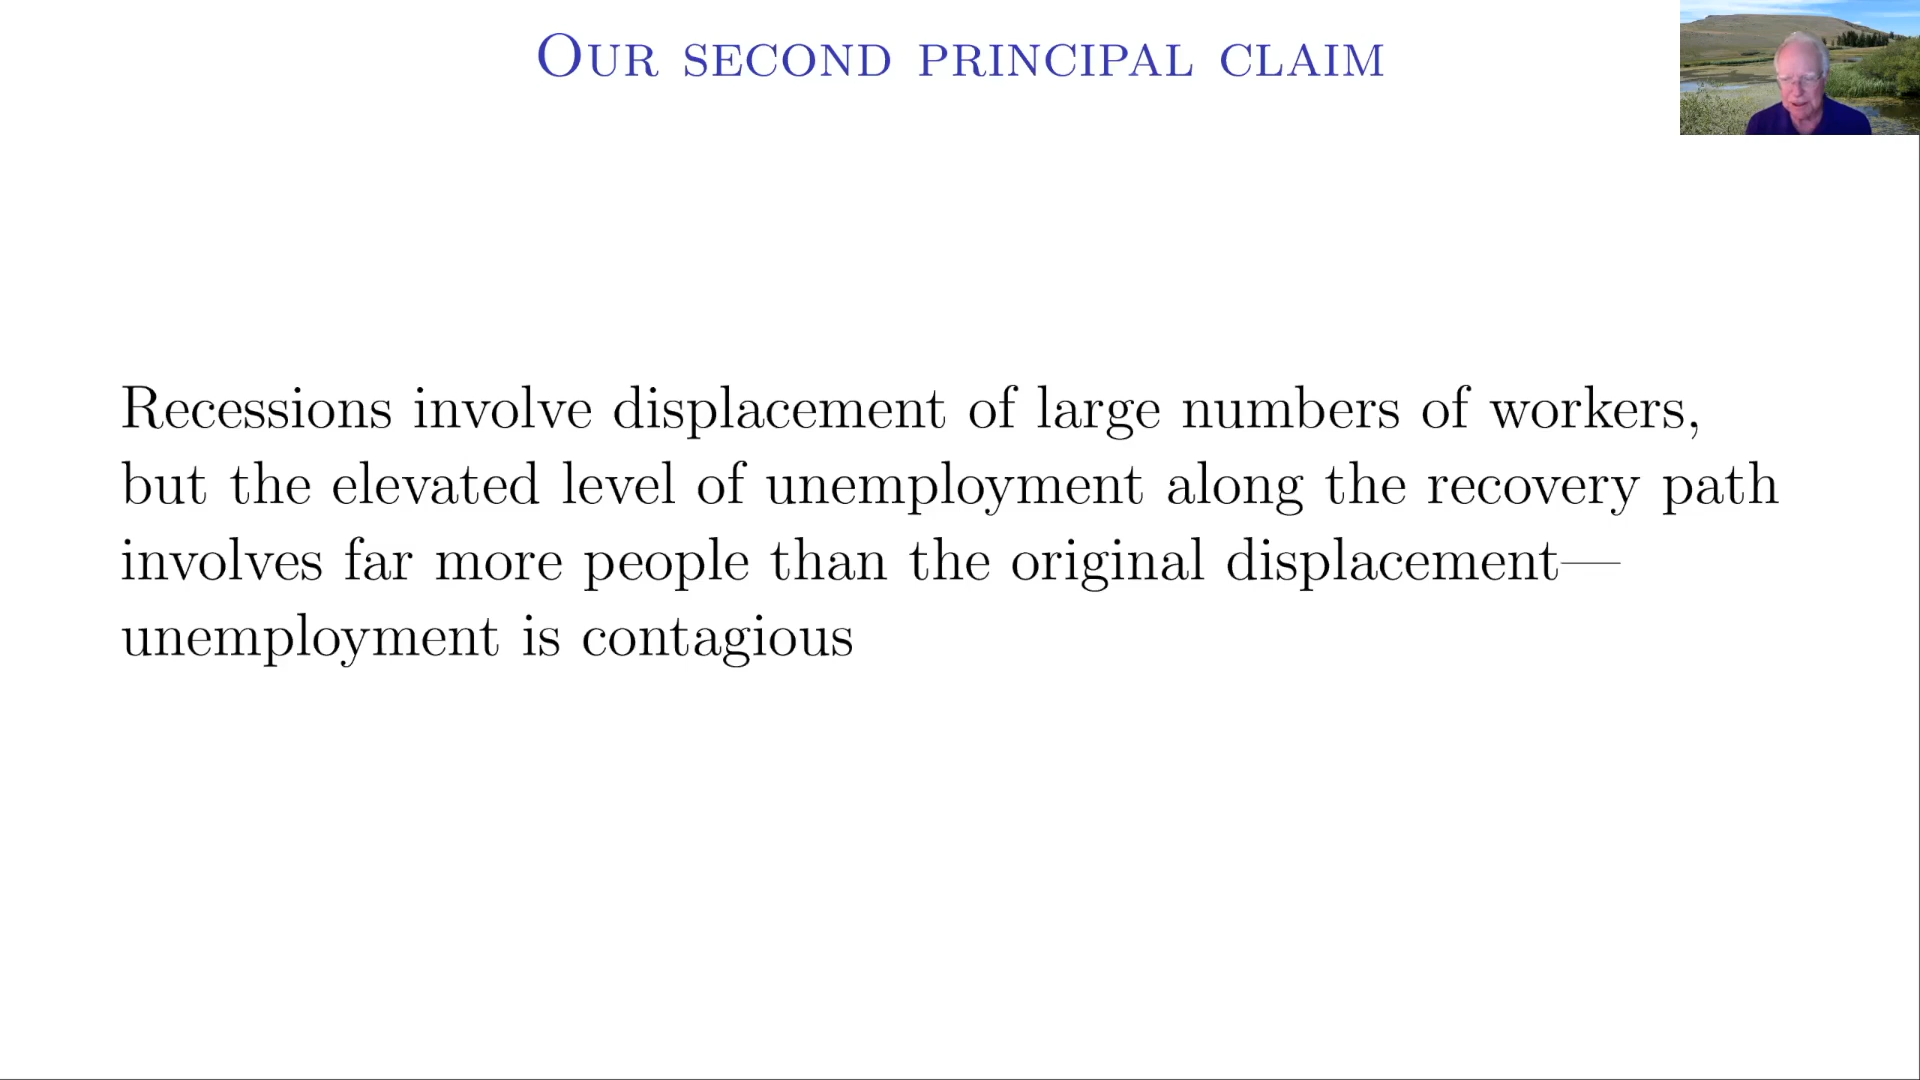 Our second principal claim
Recessions involve displacement of large numbers of workers,
but the elevated level of unemployment along the recovery path
involves far more people than the original displacement—
unemployment is contagious